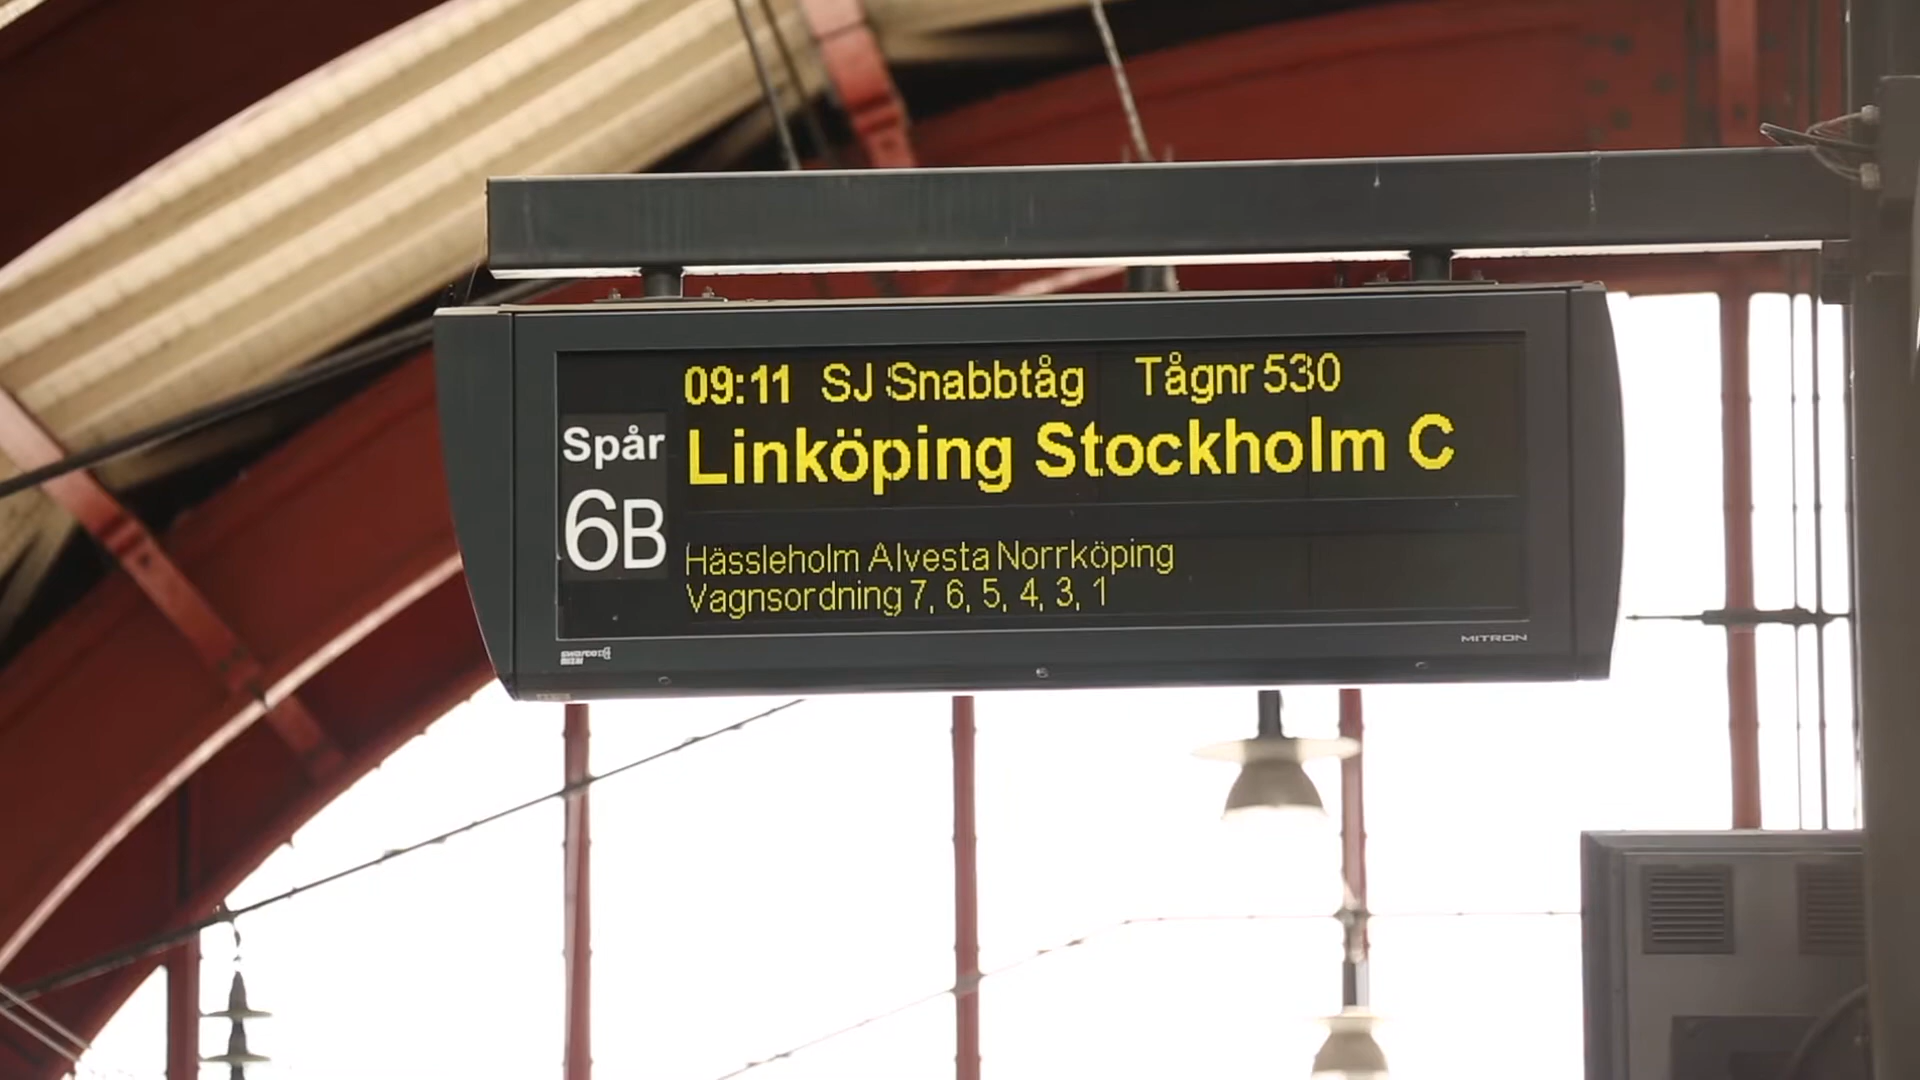 09:11 SJ Snabbtåg Tågnr 530
Linköping Stockholm C
Spår
6B
Hässleholm Alvesta Norrköping
Vagnsordning 7, 6, 5, 4, 3, 1
MITRON